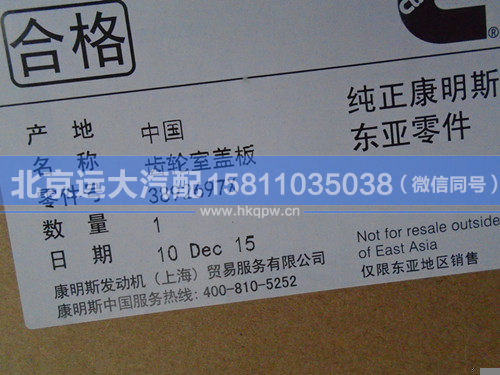 合格
®
纯正康明斯
东亚零件
产 地 中国
名 称 齿轮室盖板
零件号
北京远大汽配15811035038(微信同号)
www.hkqpw.cn
数 量 1
日 期 10 Dec 15
Not for resale outside
of East Asia
仅限东亚地区销售
康明斯发动机(上海)贸易服务有限公司
康明斯中国服务热线: 400-810-5252